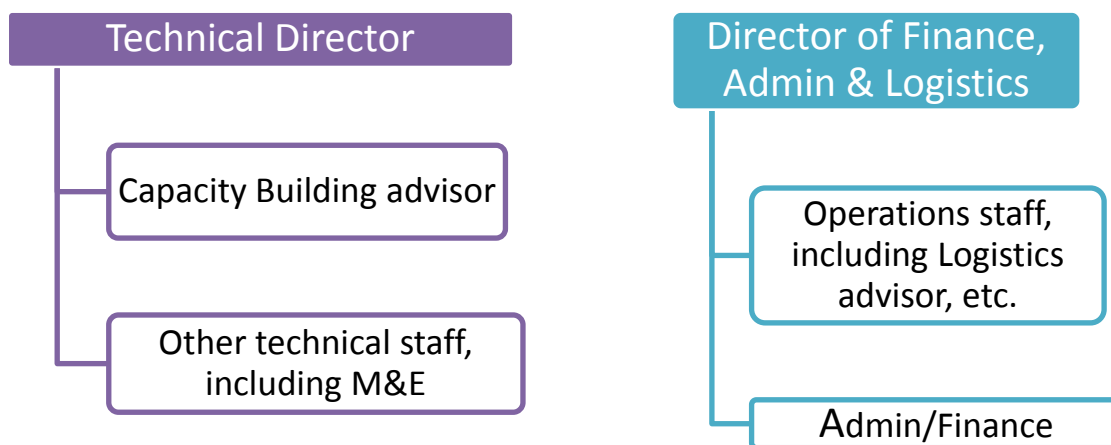 Technical Director
Capacity Building advisor
Other technical staff,
including M&E
Director of Finance,
Admin & Logistics
Operations staff,
including Logistics
advisor, etc.
Admin/Finance